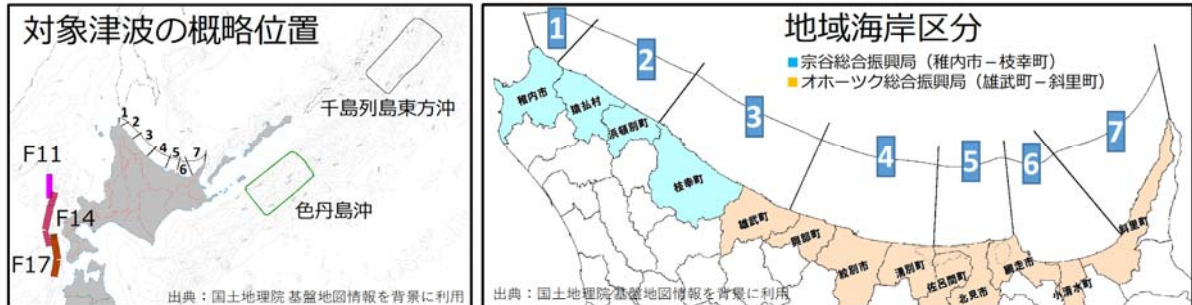 対象津波の概略位置
千島列島東方沖
1
2
3
4
5
6
7
F11
F14
色丹島沖
F17
出典：国土地理院 基盤地図情報を背景に利用
地域海岸区分
■宗谷総合振興局（稚内市－枝幸町）
■オホーツク総合振興局（雄武町－斜里町）
1
2
3
4
5
6
7
稚内市
猿払村
浜頓別町
枝幸町
雄武町
興部町
紋別市
湧別町
佐呂間町
北見市
網走市
小清水町
斜里町
出典：国土地理院 基盤地図情報を背景に利用